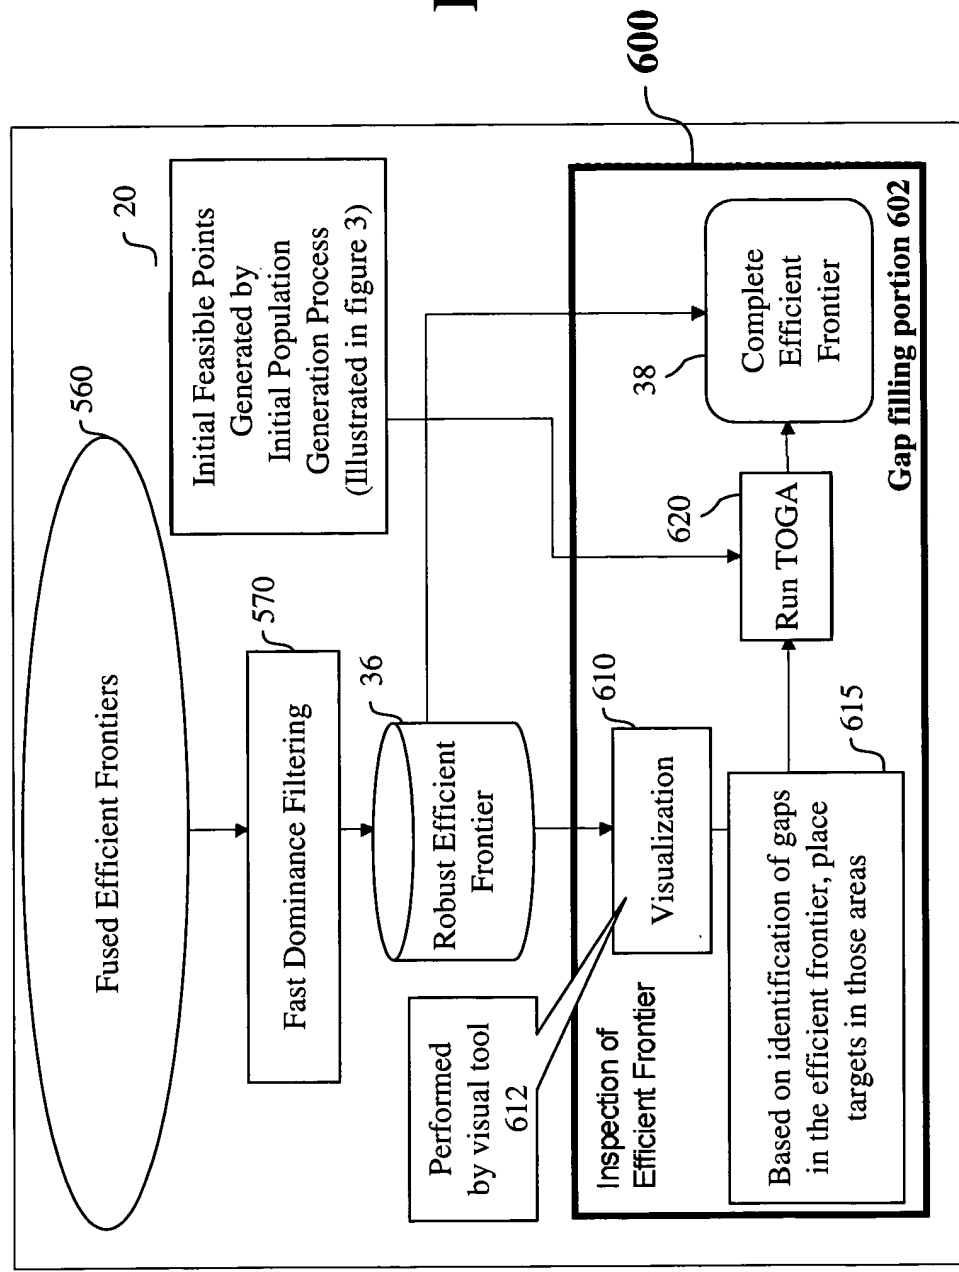 Fused Efficient Frontiers
560
20
Initial Feasible Points
Generated by
Initial Population
Generation Process
(Illustrated in figure 3)
Fast Dominance Filtering
570
36
Robust Efficient
Frontier
Performed
by visual tool
612
600
Inspection of
Efficient Frontier
Visualization
610
Based on identification of gaps
in the efficient frontier, place
targets in those areas
615
Run TOGA
620
38
Complete
Efficient
Frontier
Gap filling portion 602